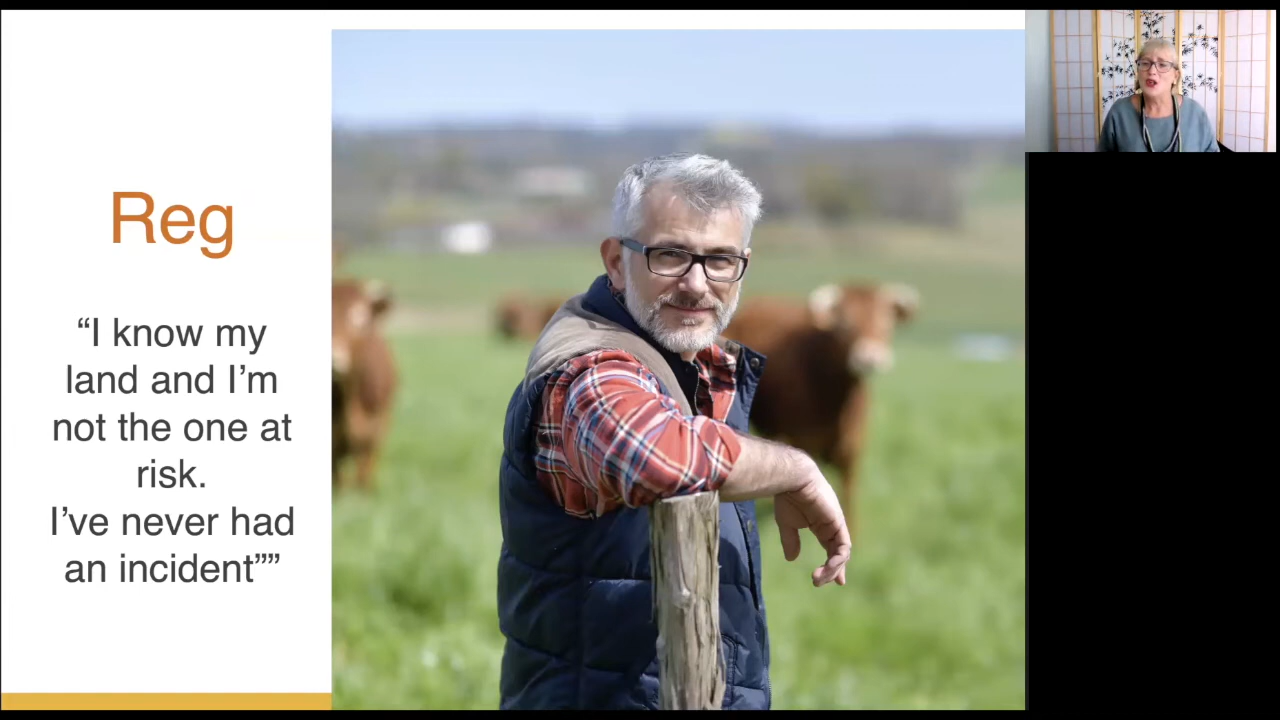 Reg
“I know my
land and I’m
not the one at
risk.
I’ve never had
an incident””